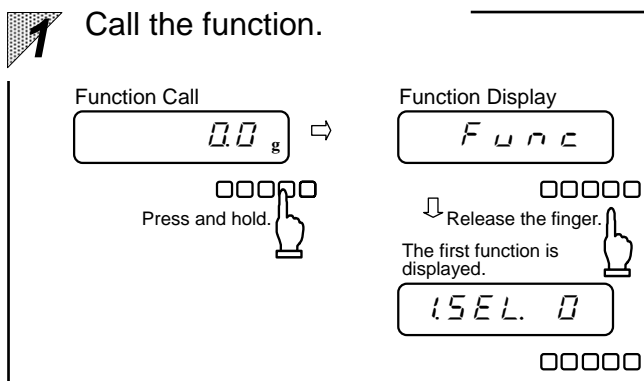 1 Call the function.
Function Call
0.0 g
Press and hold.
Function Display
Func
Release the finger.
The first function is
displayed.
1.SEL. 0